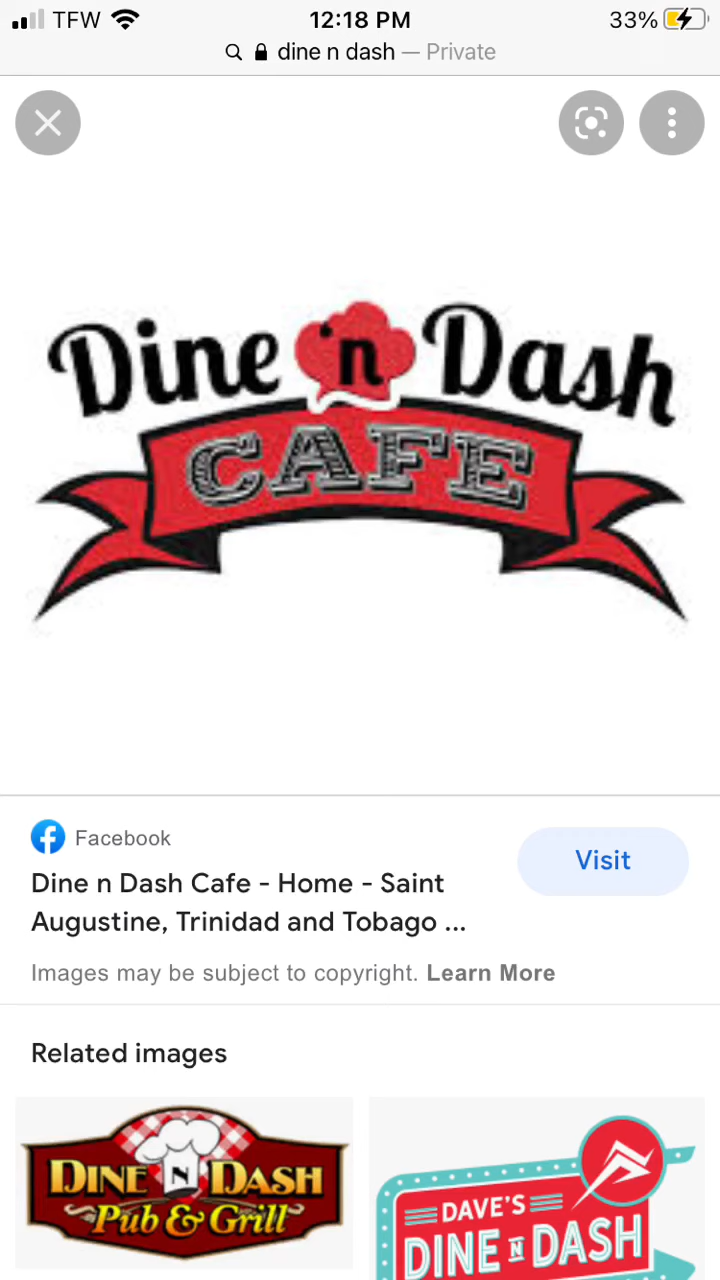 TFW 12:18 PM 33%
dine n dash — Private
Dine 'n Dash
CAFE
Facebook
Visit
Dine n Dash Cafe - Home - Saint
Augustine, Trinidad and Tobago ...
Images may be subject to copyright. Learn More
Related images
DINE N DASH
Pub & Grill
DAVE'S
DINE N DASH